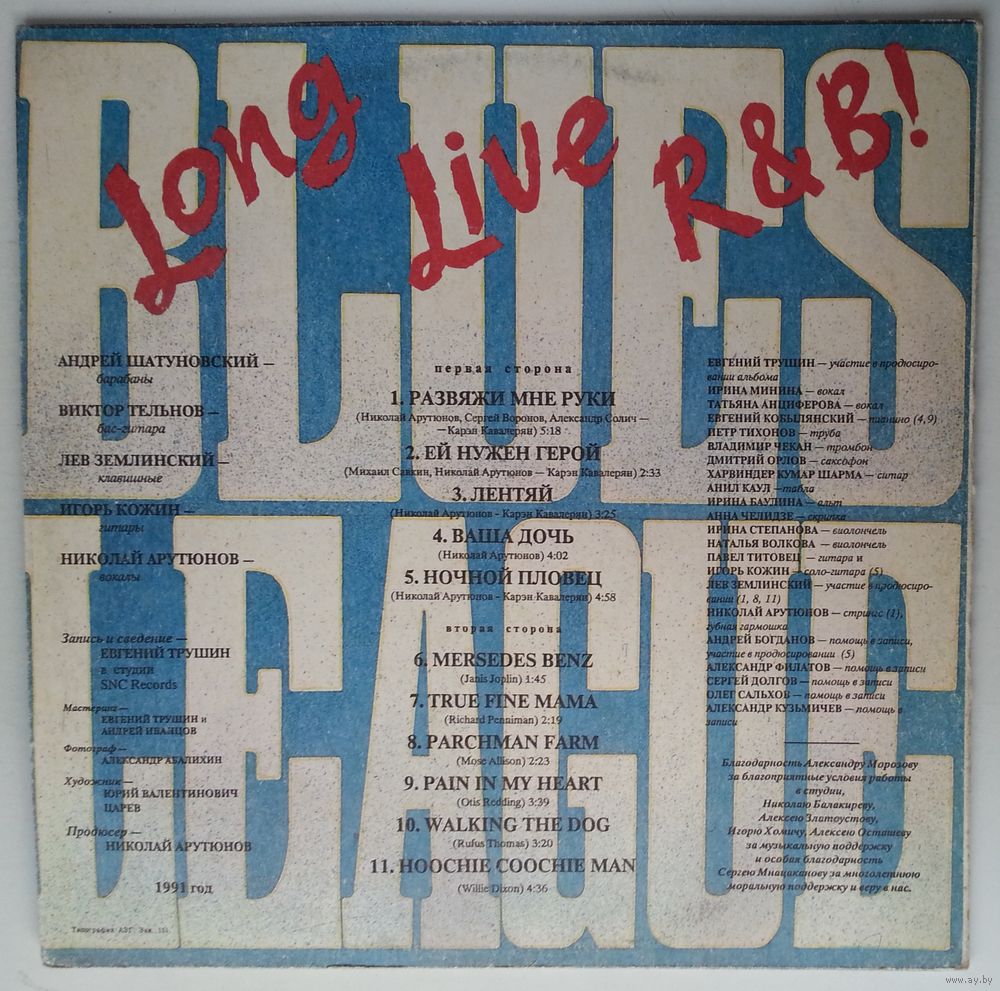 BLUES
LEAGUE
Long Live R&B!
АНДРЕЙ ШАТУНОВСКИЙ —
барабаны
ВИКТОР ТЕЛЬНОВ —
бас-гитара
ЛЕВ ЗЕМЛИНСКИЙ —
клавишные
ИГОРЬ КОЖИН —
гитары
НИКОЛАЙ АРУТЮНОВ —
вокалы
Запись и сведение —
ЕВГЕНИЙ ТРУШИН
в студии
SNC Records
Мастеринг —
ЕВГЕНИЙ ТРУШИН и
АНДРЕЙ ИВАНЦОВ
Фотограф —
АЛЕКСАНДР АБАЛИХИН
Художник —
ЮРИЙ ВАЛЕНТИНОВИЧ
ЦАРЕВ
Продюсер —
НИКОЛАЙ АРУТЮНОВ
1991 год
Типография АЗГ Зак.
первая сторона
1. РАЗВЯЖИ МНЕ РУКИ
(Николай Арутюнов, Сергей Воронов, Александр Солич —
—Карэн Кавалерян) 5:18
2. ЕЙ НУЖЕН ГЕРОЙ
(Михаил Савкин, Николай Арутюнов — Карэн Кавалерян) 2:33
3. ЛЕНТЯЙ
(Николай Арутюнов - Карэн Кавалерян) 3:25
4. ВАША ДОЧЬ
(Николай Арутюнов) 4:02
5. НОЧНОЙ ПЛОВЕЦ
(Николай Арутюнов - Карэн Кавалерян) 4:58
вторая сторона
6. MERSEDES BENZ
(Janis Joplin) 1:45
7. TRUE FINE MAMA
(Richard Penniman) 2:19
8. PARCHMAN FARM
(Mose Allison) 2:23
9. PAIN IN MY HEART
(Otis Redding) 3:39
10. WALKING THE DOG
(Rufus Thomas) 3:20
11. HOOCHIE COOCHIE MAN
(Willie Dixon) 4:36
ЕВГЕНИЙ ТРУШИН — участие в продюсиро-
вании альбома
ИРИНА МИНИНА — вокал
ТАТЬЯНА АНЦИФЕРОВА — вокал
ЕВГЕНИЙ КОБЫЛЯНСКИЙ — пианино (4,9)
ПЕТР ТИХОНОВ — труба
ВЛАДИМИР ЧЕКАН — тромбон
ДМИТРИЙ ОРЛОВ — саксофон
ХАРВИНДЕР КУМАР ШАРМА — ситар
АНИЛ КАУЛ — табла
ИРИНА БАУЛИНА — альт
АННА ЧЕЛИДЗЕ — скрипка
ИРИНА СТЕПАНОВА — виолончель
НАТАЛЬЯ ВОЛКОВА — виолончель
ПАВЕЛ ТИТОВЕЦ — гитара и
ИГОРЬ КОЖИН — соло-гитара (5)
ЛЕВ ЗЕМЛИНСКИЙ — участие в продюсиро-
вании (1, 8, 11)
НИКОЛАЙ АРУТЮНОВ — стрингс (1),
губная гармошка
АНДРЕЙ БОГДАНОВ — помощь в записи,
участие в продюсировании (5)
АЛЕКСАНДР ФИЛАТОВ — помощь в записи
СЕРГЕЙ ДОЛГОВ — помощь в записи
ОЛЕГ САЛЬХОВ — помощь в записи
АЛЕКСАНДР КУЗЬМИЧЕВ — помощь в
записи
Благодарность Александру Морозову
за благоприятные условия работы
в студии,
Николаю Балакиреву,
Алексею Златоустову,
Игорю Хомичу, Алексею Осташеву
за музыкальную поддержку
и особая благодарность
Сергею Мнацаканову за многолетнюю
моральную поддержку и веру в нас.
www.ay.by